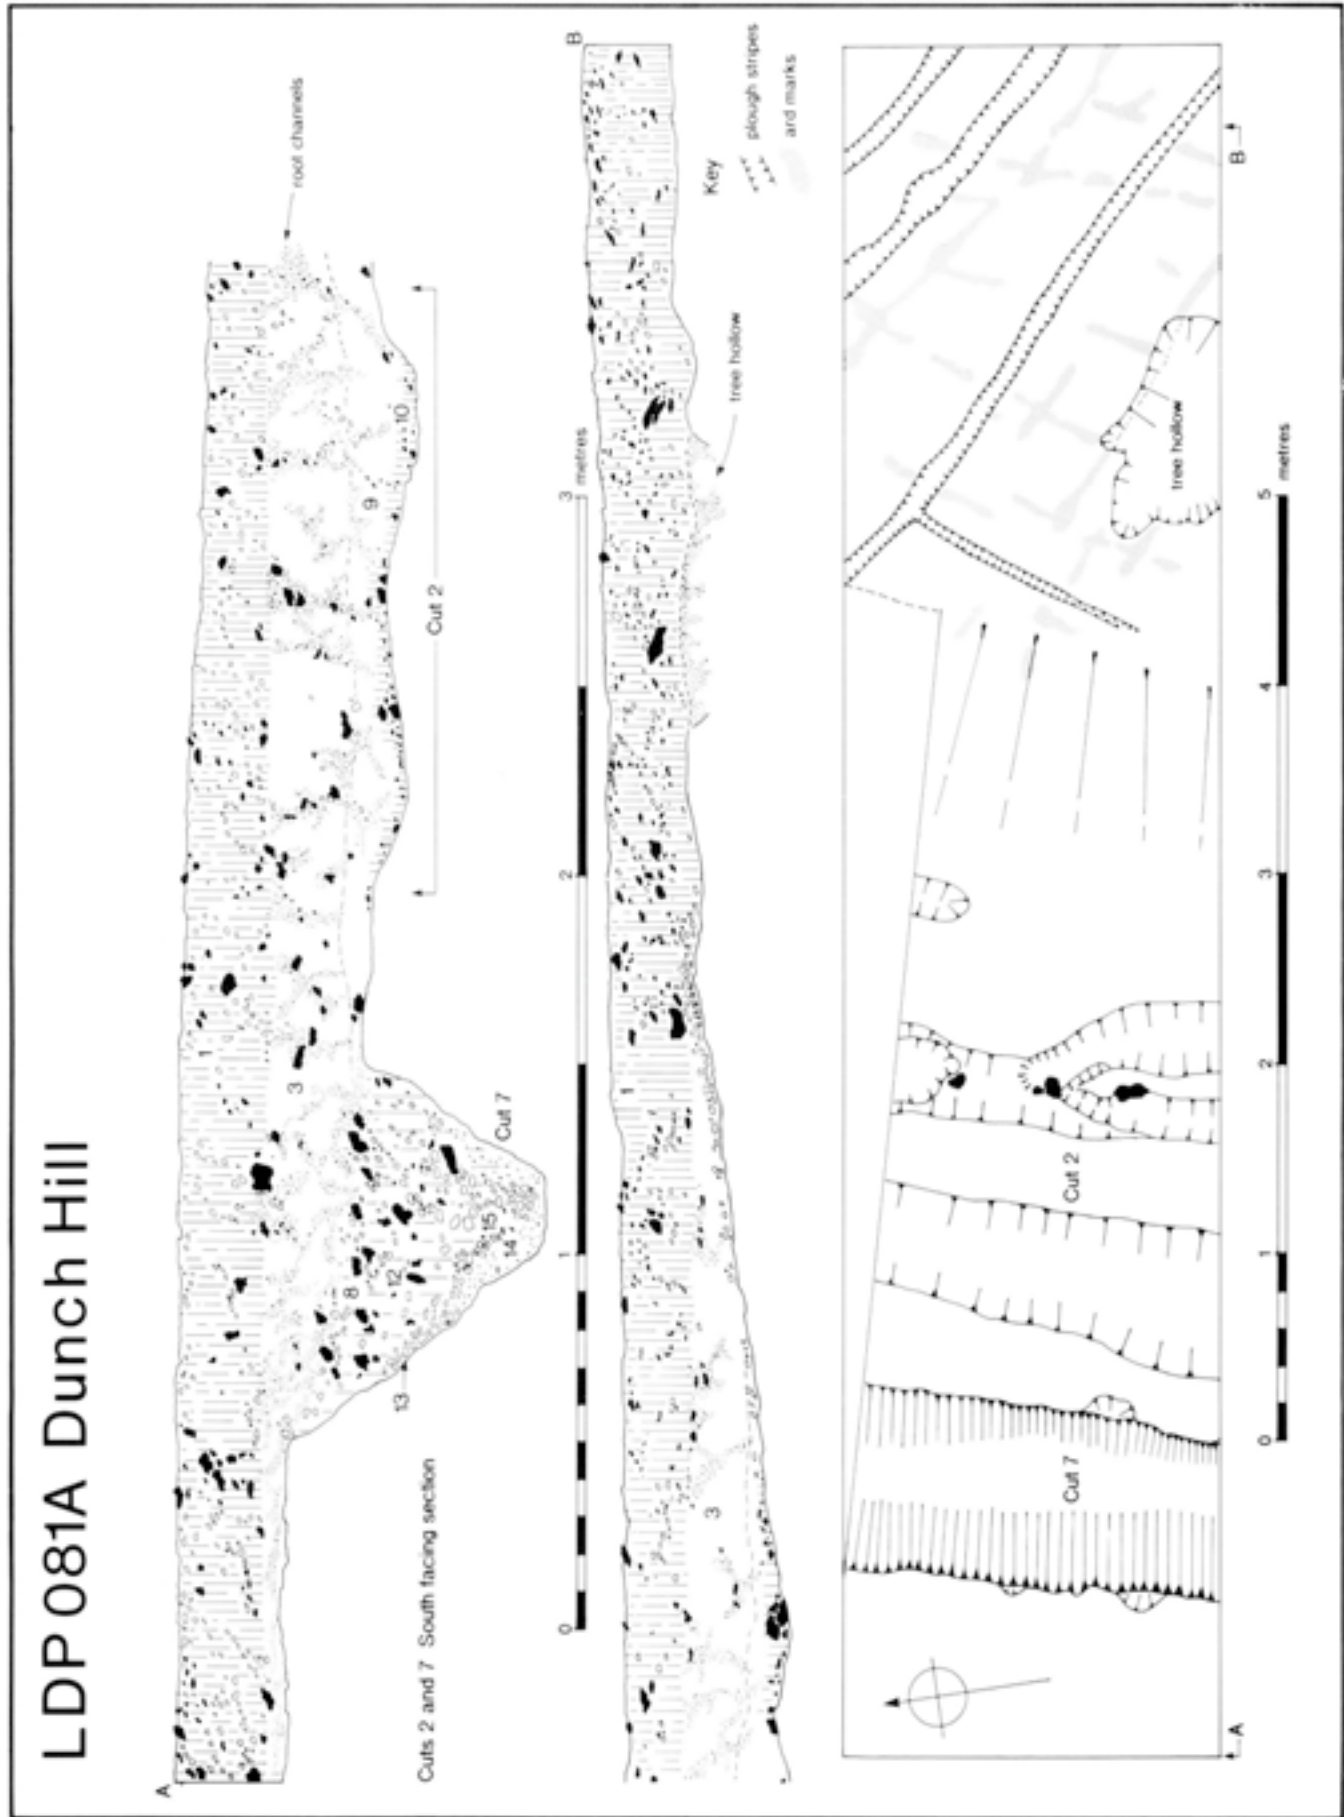 LDP 081A Dunch Hill
A
1
3
8
12
13
14
15
Cut 7
9
10
Cut 2
root channels
Cuts 2 and 7 South facing section
0
1
2
3
metres
B
1
3
tree hollow
Key
plough stripes
ard marks
Cut 7
Cut 2
tree hollow
0
1
2
3
4
5
metres
A
B